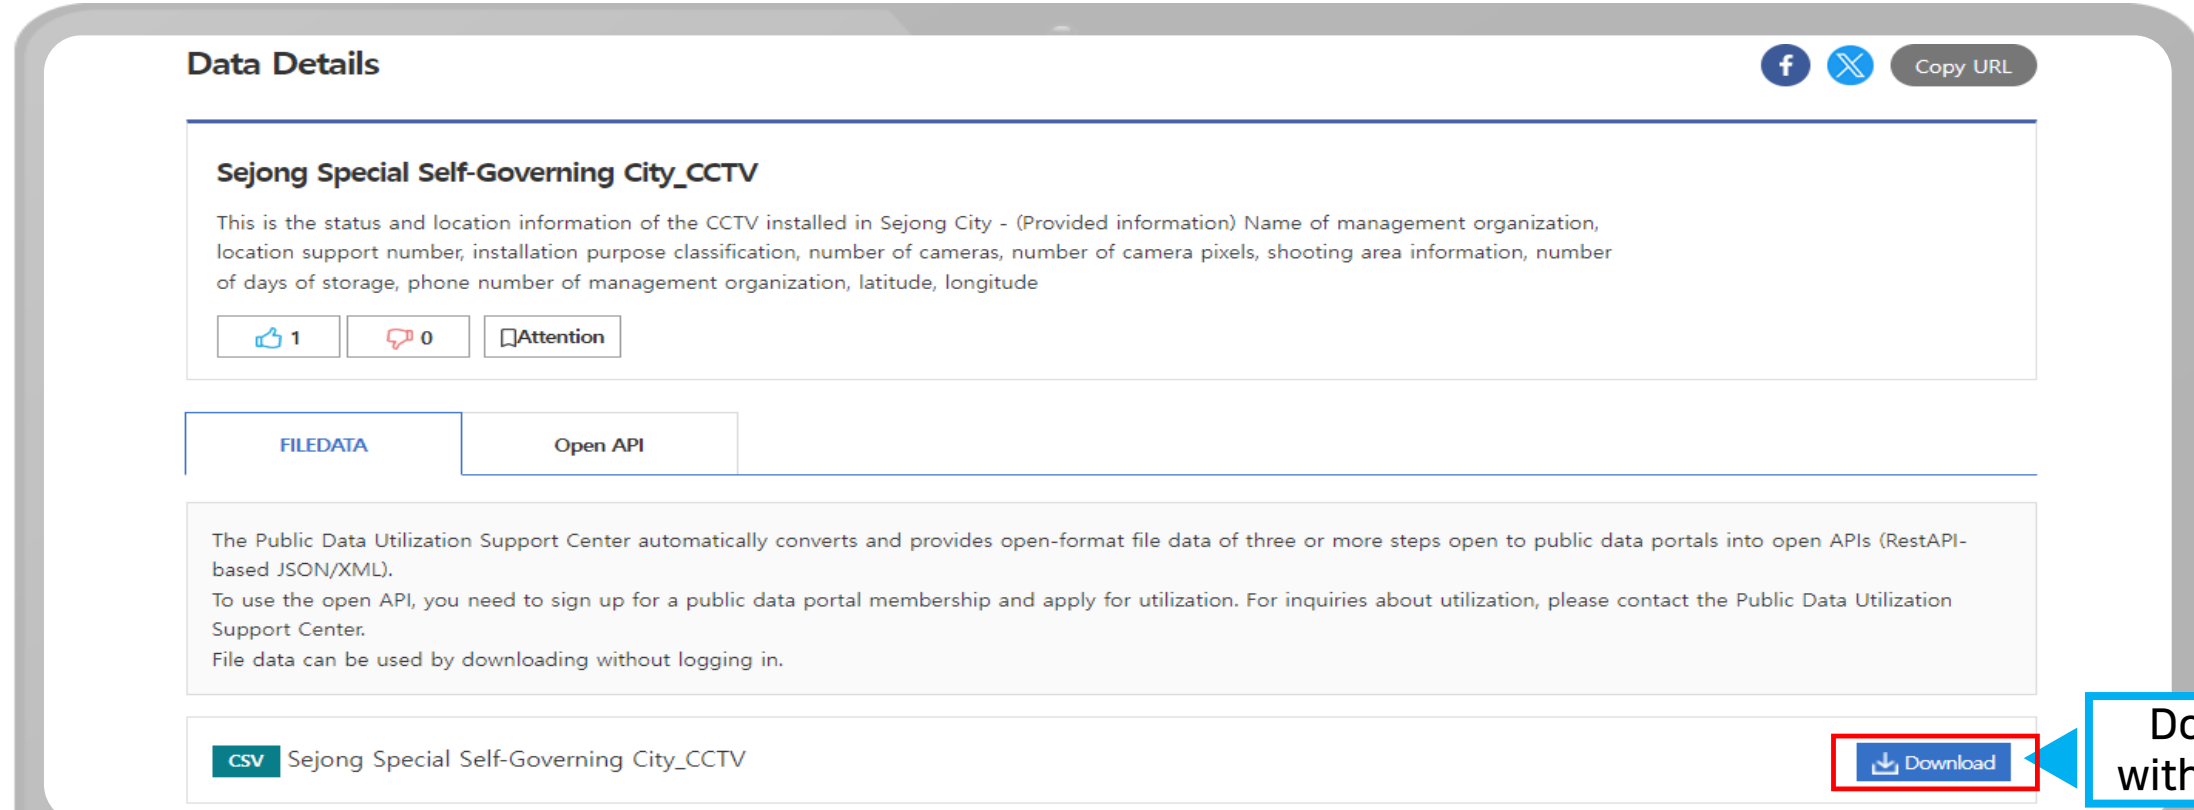 Data Details
f X Copy URL
Sejong Special Self-Governing City_CCTV
This is the status and location information of the CCTV installed in Sejong City - (Provided information) Name of management organization,
location support number, installation purpose classification, number of cameras, number of camera pixels, shooting area information, number
of days of storage, phone number of management organization, latitude, longitude
1 0 Attention
FILEDATA Open API
The Public Data Utilization Support Center automatically converts and provides open-format file data of three or more steps open to public data portals into open APIs (RestAPI-
based JSON/XML).
To use the open API, you need to sign up for a public data portal membership and apply for utilization. For inquiries about utilization, please contact the Public Data Utilization
Support Center.
File data can be used by downloading without logging in.
CSV Sejong Special Self-Governing City_CCTV Download